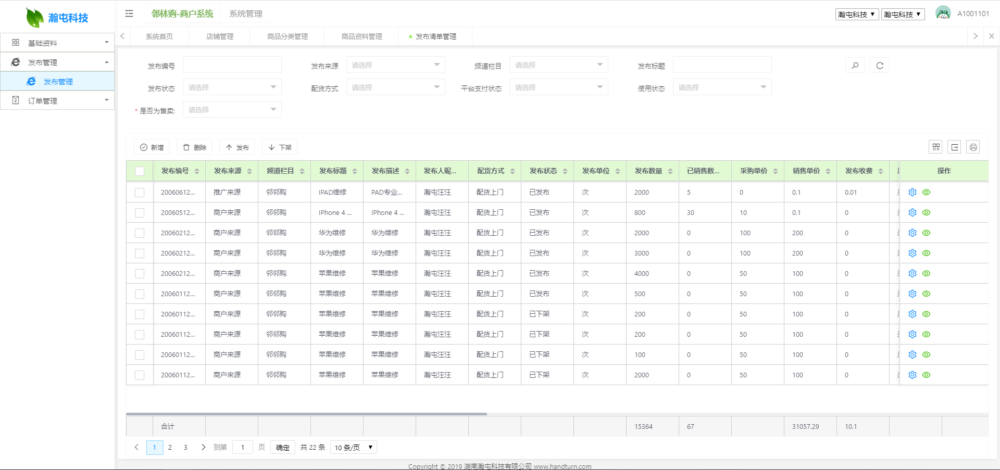 瀚屯科技
邻林购-商户系统 系统管理
瀚屯科技 瀚屯科技 A1001101
基础资料
发布管理
发布管理
订单管理
系统首页 店铺管理 商品分类管理 商品资料管理 发布清单管理 X
发布编号 发布来源 请选择 频道栏目 请选择 发布标题
发布状态 请选择 配货方式 请选择 平台支付状态 请选择 使用状态 请选择
* 是否为售卖: 请选择
新增 删除 发布 下架
发布编号 发布来源 频道栏目 发布标题 发布描述 发布人昵... 配货方式 发布状态 发布单位 发布数量 已销售数... 采购单价 销售单价 发布收费 操作
20060612... 推广来源 邻邻购 IPAD维修 PAD专业... 瀚屯汪汪 配货上门 已发布 次 2000 5 0 0.1 0.01
20060512... 商户来源 邻邻购 IPhone 4 ... IPhone 4 ... 瀚屯汪汪 配货上门 已发布 次 800 30 10 0.1 0
20060212... 商户来源 邻邻购 华为维修 华为维修 瀚屯汪汪 配货上门 已发布 次 2000 0 100 200 0
20060212... 商户来源 邻邻购 华为维修 华为维修 瀚屯汪汪 配货上门 已发布 次 3000 0 100 200 0
20060212... 商户来源 邻邻购 苹果维修 苹果维修 瀚屯汪汪 配货上门 已发布 次 4000 0 50 100 0
20060112... 商户来源 邻邻购 苹果维修 苹果维修 瀚屯汪汪 配货上门 已发布 次 500 0 50 100 0
20060112... 商户来源 邻邻购 苹果维修 苹果维修 瀚屯汪汪 配货上门 已下架 次 200 0 50 100 0
20060112... 商户来源 邻邻购 苹果维修 苹果维修 瀚屯汪汪 配货上门 已下架 次 200 0 50 100 0
20060112... 商户来源 邻邻购 苹果维修 苹果维修 瀚屯汪汪 配货上门 已下架 次 100 0 50 100 0
20060112... 商户来源 邻邻购 苹果维修 苹果维修 瀚屯汪汪 配货上门 已下架 次 2000 0 50 100 0
合计 15364 67 31057.29 10.1
1 2 3 到第 1 页 确定 共 22 条 10 条/页
Copyright © 2019 湖南瀚屯科技有限公司 www.handturn.com